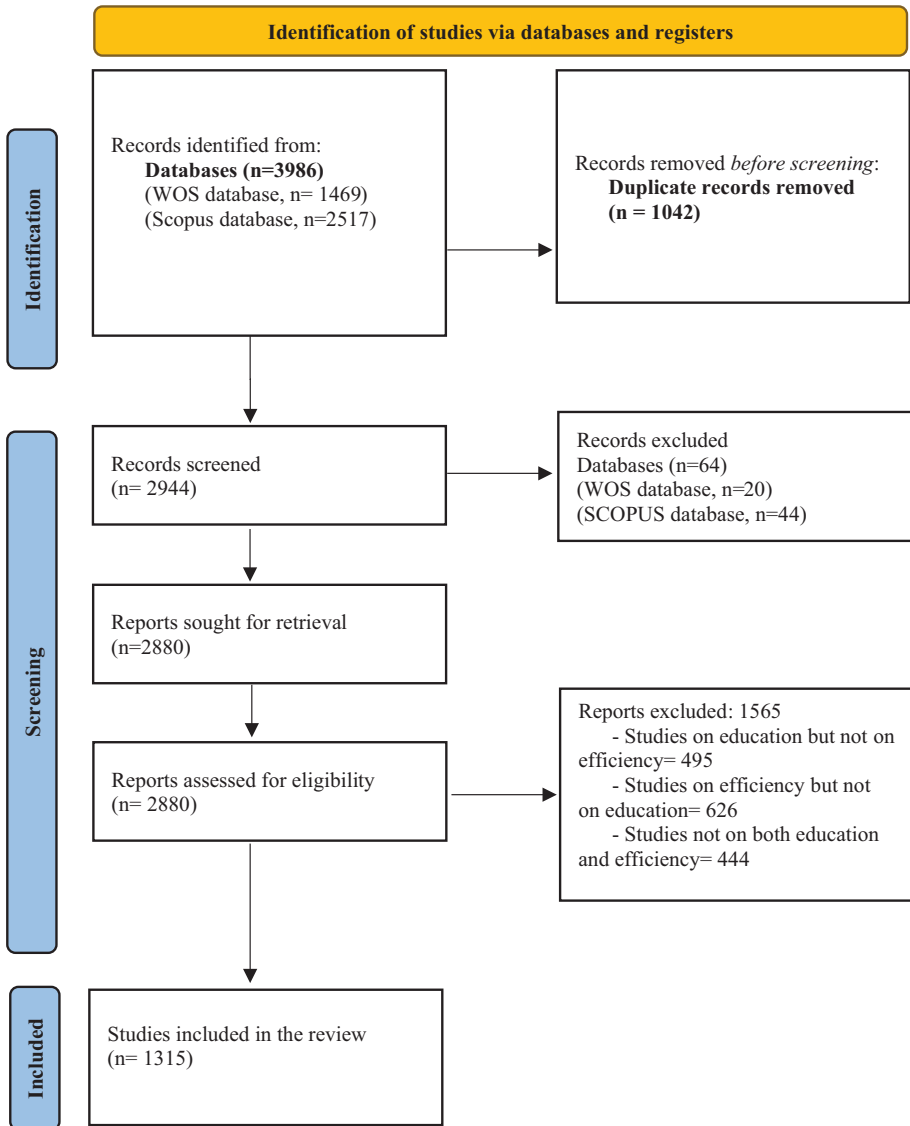 Identification of studies via databases and registers
Identification
Records identified from:
Databases (n=3986)
(WOS database, n= 1469)
(Scopus database, n=2517)
Records removed before screening:
Duplicate records removed
(n = 1042)
Screening
Records screened
(n= 2944)
Records excluded
Databases (n=64)
(WOS database, n=20)
(SCOPUS database, n=44)
Reports sought for retrieval
(n=2880)
Reports assessed for eligibility
(n= 2880)
Reports excluded: 1565
- Studies on education but not on
efficiency= 495
- Studies on efficiency but not
on education= 626
- Studies not on both education
and efficiency= 444
Included
Studies included in the review
(n= 1315)